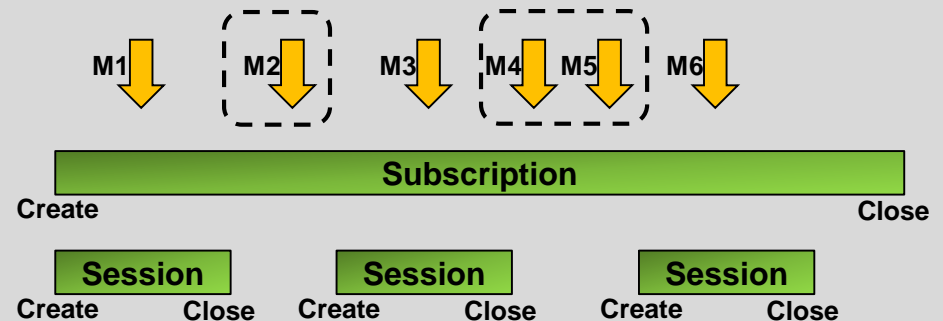 M1 M2 M3 M4 M5 M6
Subscription
Create Close
Session Session Session
Create Close Create Close Create Close